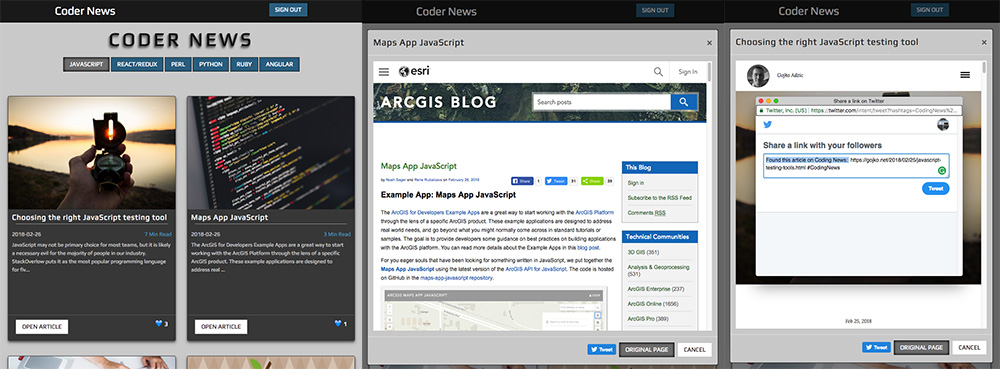 Coder News
SIGN OUT
CODER NEWS
JAVASCRIPT
REACT/REDUX
PERL
PYTHON
RUBY
ANGULAR
Choosing the right JavaScript testing tool
2018-02-26
7 Min Read
JavaScript may not be primary choice for most teams, but it is likely
a necessary evil for the majority of people in our industry.
StackOverflow puts it as the most popular programming language
for fiv...
OPEN ARTICLE
3
Maps App JavaScript
2018-02-26
3 Min Read
The ArcGIS for Developers Example Apps are a great way to start
working with the ArcGIS Platform through the lens of a specific
ArcGIS product. These example applications are designed to
address real ...
OPEN ARTICLE
1
Coder News
SIGN OUT
Maps App JavaScript
×
esri
Sign In
ARCGIS BLOG
Search posts
Maps App JavaScript
by Noah Sager and Rene Rubalcava on February 26, 2018
Share
1
Tweet
31
Share
39
Example App: Maps App JavaScript
The ArcGIS for Developers Example Apps are a great way to start working with the ArcGIS Platform
through the lens of a specific ArcGIS product. These example applications are designed to address
real world needs, and go beyond what you might normally come across in standard tutorials or
samples. The goal is to provide developers some guidance on best practices on building applications
with the ArcGIS platform. You can read more details about the Example Apps in this blog post.
For you eager souls that have been looking for something written in JavaScript, we put together the
Maps App JavaScript using the latest version of the ArcGIS API for JavaScript. The code is hosted
on GitHub in the maps-app-javascript repository.
ARCGIS MAPS APP JAVASCRIPT
This Blog
Sign in
Subscribe to the RSS Feed
Comments RSS
Technical Communities
3D GIS (351)
Analysis & Geoprocessing
(531)
ArcGIS Enterprise (237)
ArcGIS Online (1656)
ArcGIS Pro (389)
Tweet
ORIGINAL PAGE
CANCEL
Coder News
SIGN OUT
Choosing the right JavaScript testing tool
×
Gojko Adzic
Share a link on Twitter
Twitter, Inc. [US]
https://twitter.com/intent/tweet?hashtags=CodingNews%2...
Share a link with your followers
Found this article on Coding News: https://gojko.net/2018/02/25/javascript-
testing-tools.html #CodingNews
Tweet
Feb 25, 2018
Tweet
ORIGINAL PAGE
CANCEL